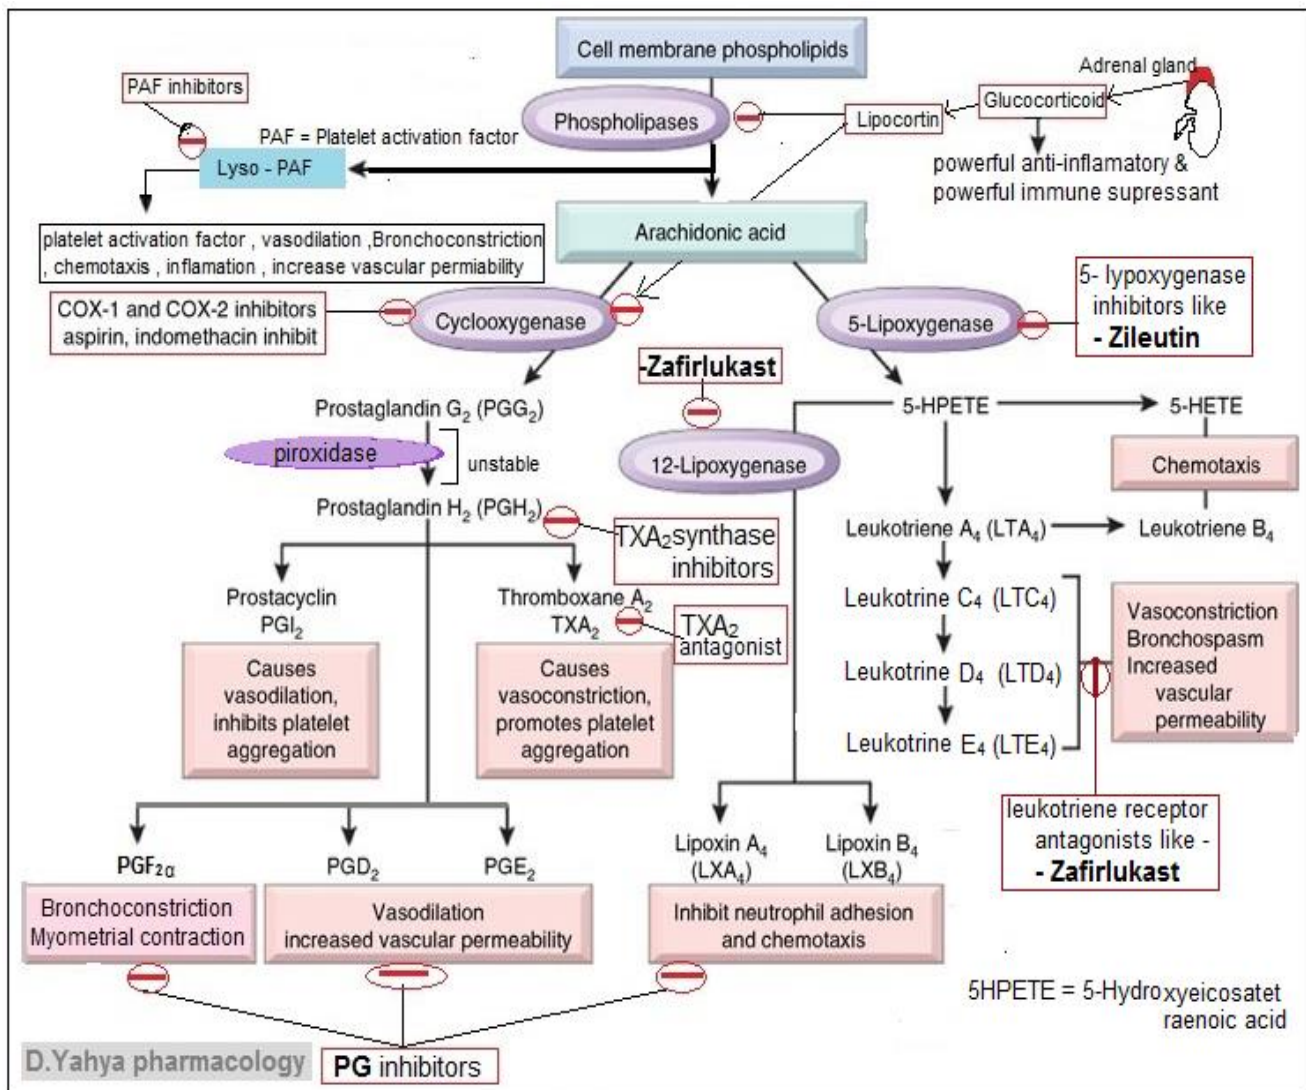 Cell membrane phospholipids
PAF inhibitors
Adrenal gland
Glucocorticoid
Lipocortin
Phospholipases
PAF = Platelet activation factor
Lyso - PAF
powerful anti-inflamatory &
powerful immune supressant
Arachidonic acid
platelet activation factor , vasodilation ,Bronchoconstriction
, chemotaxis , inflamation , increase vascular permiability
COX-1 and COX-2 inhibitors
aspirin, indomethacin inhibit
Cyclooxygenase
5-Lipoxygenase
5- lypoxygenase
inhibitors like
- Zileutin
-Zafirlukast
Prostaglandin G₂ (PGG₂)
5-HPETE
5-HETE
piroxidase
unstable
12-Lipoxygenase
Chemotaxis
Prostaglandin H₂ (PGH₂)
TXA₂synthase
inhibitors
Leukotriene A₄ (LTA₄)
Leukotriene B₄
Prostacyclin
PGI₂
Thromboxane A₂
TXA₂
TXA₂
antagonist
Leukotrine C₄ (LTC₄)
Leukotrine D₄ (LTD₄)
Leukotrine E₄ (LTE₄)
Vasoconstriction
Bronchospasm
Increased
vascular
permeability
Causes
vasodilation,
inhibits platelet
aggregation
Causes
vasoconstriction,
promotes platelet
aggregation
leukotriene receptor
antagonists like -
- Zafirlukast
PGF₂α
PGD₂
PGE₂
Lipoxin A₄
(LXA₄)
Lipoxin B₄
(LXB₄)
Bronchoconstriction
Myometrial contraction
Vasodilation
increased vascular permeability
Inhibit neutrophil adhesion
and chemotaxis
5HPETE = 5-Hydroxyeicosatet
raenoic acid
D.Yahya pharmacology
PG inhibitors